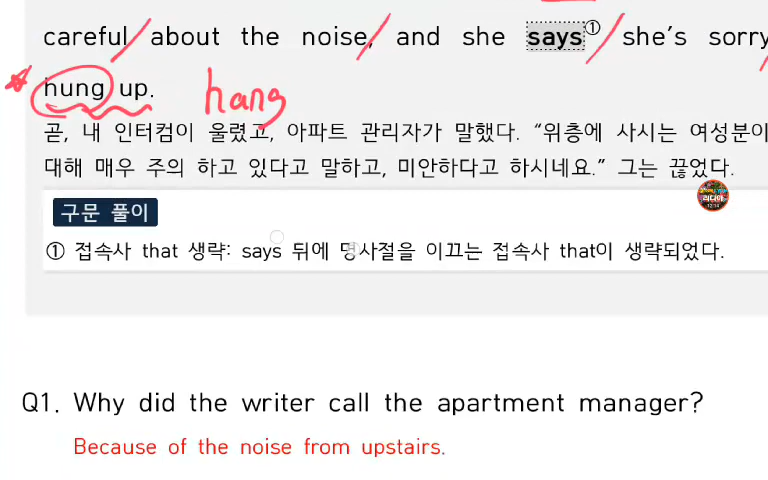 careful about the noise, and she says① she's sorry
hung up. hang
곧, 내 인터컴이 울렸고, 아파트 관리자가 말했다. “위층에 사시는 여성분이
대해 매우 주의 하고 있다고 말하고, 미안하다고 하시네요.” 그는 끊었다.
구문 풀이
① 접속사 that 생략: says 뒤에 명사절을 이끄는 접속사 that이 생략되었다.
Q1. Why did the writer call the apartment manager?
Because of the noise from upstairs.